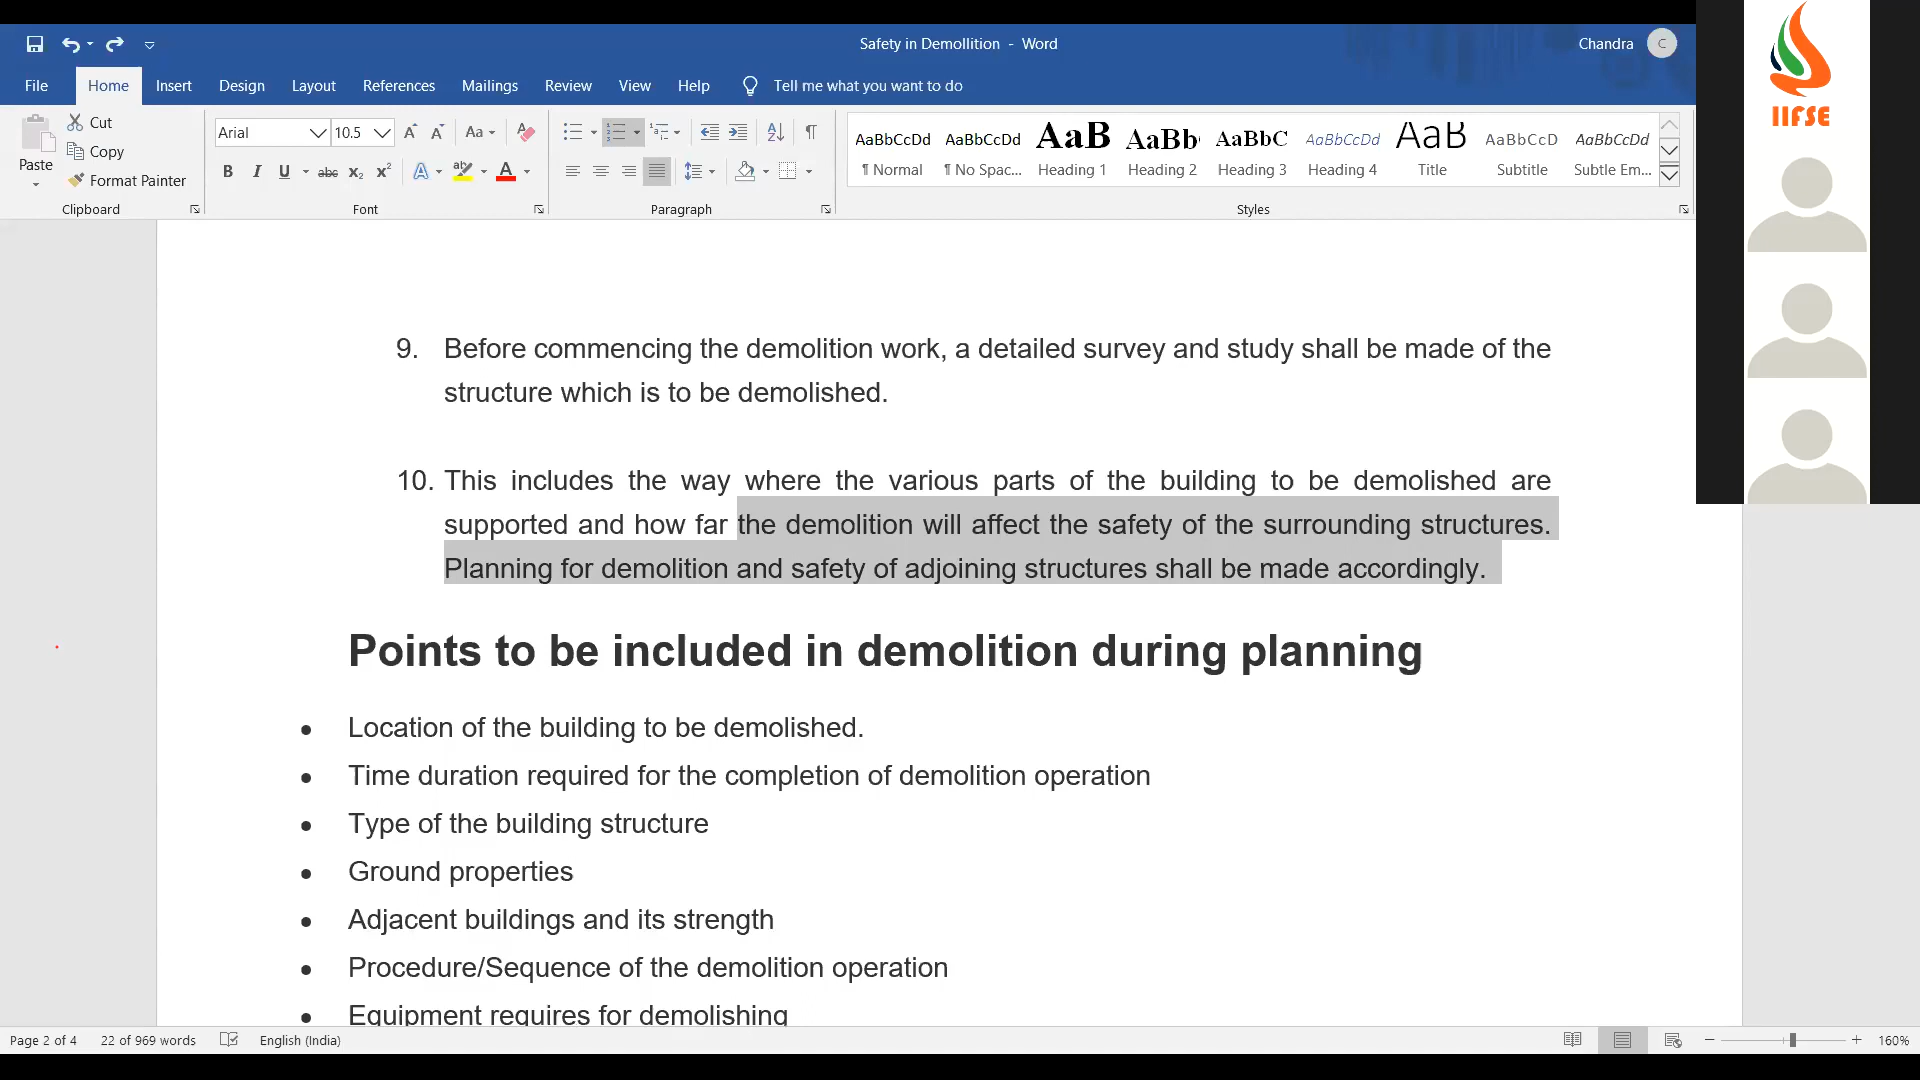 Safety in Demollition - Word
Chandra C
IIFSE
File Home Insert Design Layout References Mailings Review View Help Tell me what you want to do
Paste
Cut
Copy
Format Painter
Clipboard
Arial 10.5
Font
Paragraph
AaBbCcDd AaBbCcDd AaB AaBb( AaBbC AaBbCcDd AaB AaBbCcD AaBbCcDd
¶ Normal ¶ No Spac... Heading 1 Heading 2 Heading 3 Heading 4 Title Subtitle Subtle Em...
Styles
9. Before commencing the demolition work, a detailed survey and study shall be made of the
structure which is to be demolished.
10. This includes the way where the various parts of the building to be demolished are
supported and how far the demolition will affect the safety of the surrounding structures.
Planning for demolition and safety of adjoining structures shall be made accordingly.
Points to be included in demolition during planning
• Location of the building to be demolished.
• Time duration required for the completion of demolition operation
• Type of the building structure
• Ground properties
• Adjacent buildings and its strength
• Procedure/Sequence of the demolition operation
• Equipment requires for demolishing
Page 2 of 4 22 of 969 words English (India) 160%